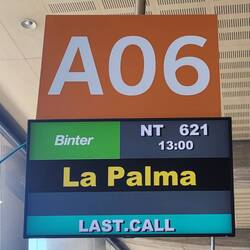 A06
Binter NT 621
13:00
La Palma
LAST.CALL